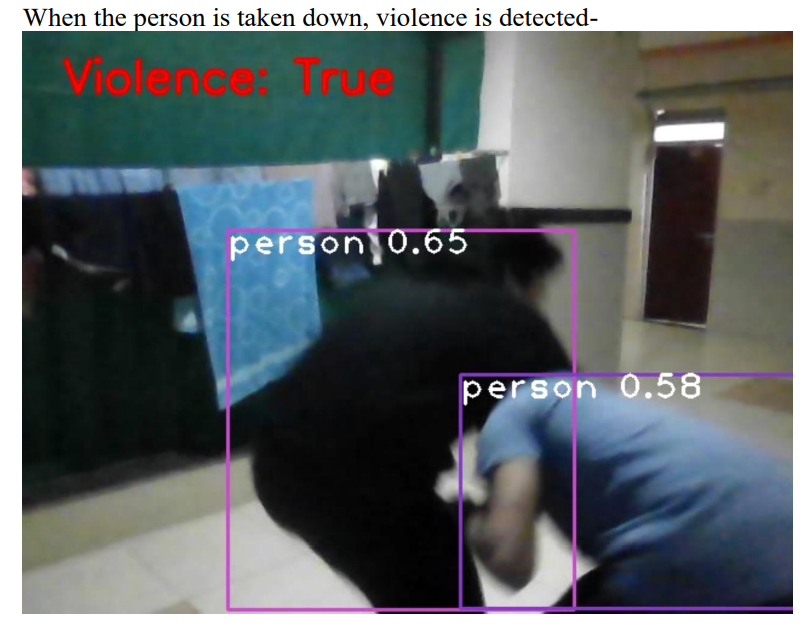 When the person is taken down, violence is detected-
Violence: True
person 0.65
person 0.58